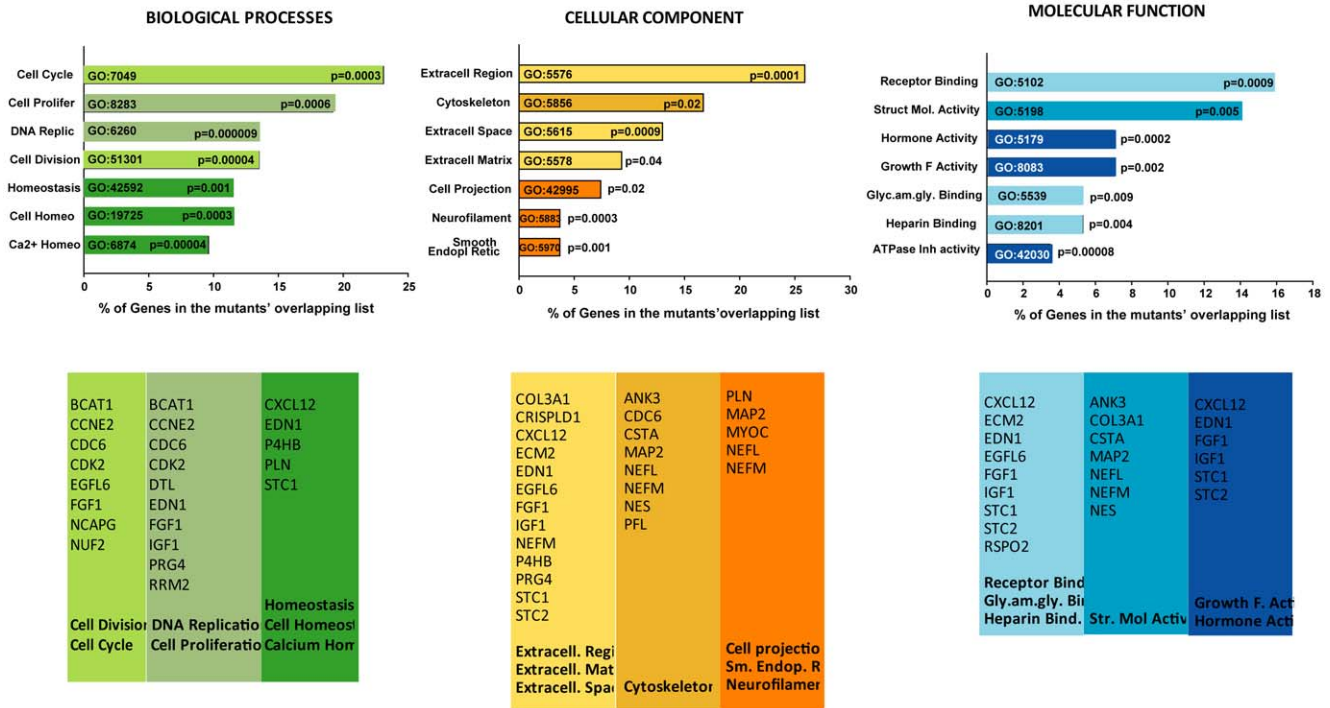 BIOLOGICAL PROCESSES
Cell Cycle GO:7049 p=0.0003
Cell Prolifer GO:8283 p=0.0006
DNA Replic GO:6260 p=0.000009
Cell Division GO:51301 p=0.00004
Homeostasis GO:42592 p=0.001
Cell Homeo GO:19725 p=0.0003
Ca2+ Homeo GO:6874 p=0.00004
0 5 10 15 20 25
% of Genes in the mutants' overlapping list
CELLULAR COMPONENT
Extracell Region GO:5576 p=0.0001
Cytoskeleton GO:5856 p=0.02
Extracell Space GO:5615 p=0.0009
Extracell Matrix GO:5578 p=0.04
Cell Projection GO:42995 p=0.02
Neurofilament GO:5883 p=0.0003
Smooth
Endopl Retic GO:5970 p=0.001
0 5 10 15 20 25 30
% of Genes in the mutants'overlapping list
MOLECULAR FUNCTION
Receptor Binding GO:5102 p=0.0009
Struct Mol. Activity GO:5198 p=0.005
Hormone Activity GO:5179 p=0.0002
Growth F Activity GO:8083 p=0.002
Glyc.am.gly. Binding GO:5539 p=0.009
Heparin Binding GO:8201 p=0.004
ATPase Inh activity GO:42030 p=0.00008
0 2 4 6 8 10 12 14 16 18
% of Genes in the mutants' overlapping list
BCAT1
CCNE2
CDC6
CDK2
EGFL6
FGF1
NCAPG
NUF2
Cell Division
Cell Cycle
BCAT1
CCNE2
CDC6
CDK2
DTL
EDN1
FGF1
IGF1
PRG4
RRM2
DNA Replicatio
Cell Proliferatio
CXCL12
EDN1
P4HB
PLN
STC1
Homeostasis
Cell Homeost
Calcium Hom
COL3A1
CRISPLD1
CXCL12
ECM2
EDN1
EGFL6
FGF1
IGF1
NEFM
P4HB
PRG4
STC1
STC2
Extracell. Regi
Extracell. Mat
Extracell. Spa
ANK3
CDC6
CSTA
MAP2
NEFL
NEFM
NES
PFL
Cytoskeleton
PLN
MAP2
MYOC
NEFL
NEFM
Cell projectio
Sm. Endop. R
Neurofilamen
CXCL12
ECM2
EDN1
EGFL6
FGF1
IGF1
STC1
STC2
RSPO2
Receptor Bind
Gly.am.gly. Bi
Heparin Bind.
ANK3
COL3A1
CSTA
MAP2
NEFL
NEFM
NES
Str. Mol Activ
CXCL12
EDN1
FGF1
IGF1
STC1
STC2
Growth F. Act
Hormone Acti